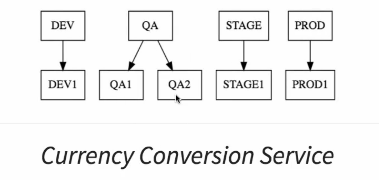 DEV QA STAGE PROD
DEV1 QA1 QA2 STAGE1 PROD1
Currency Conversion Service